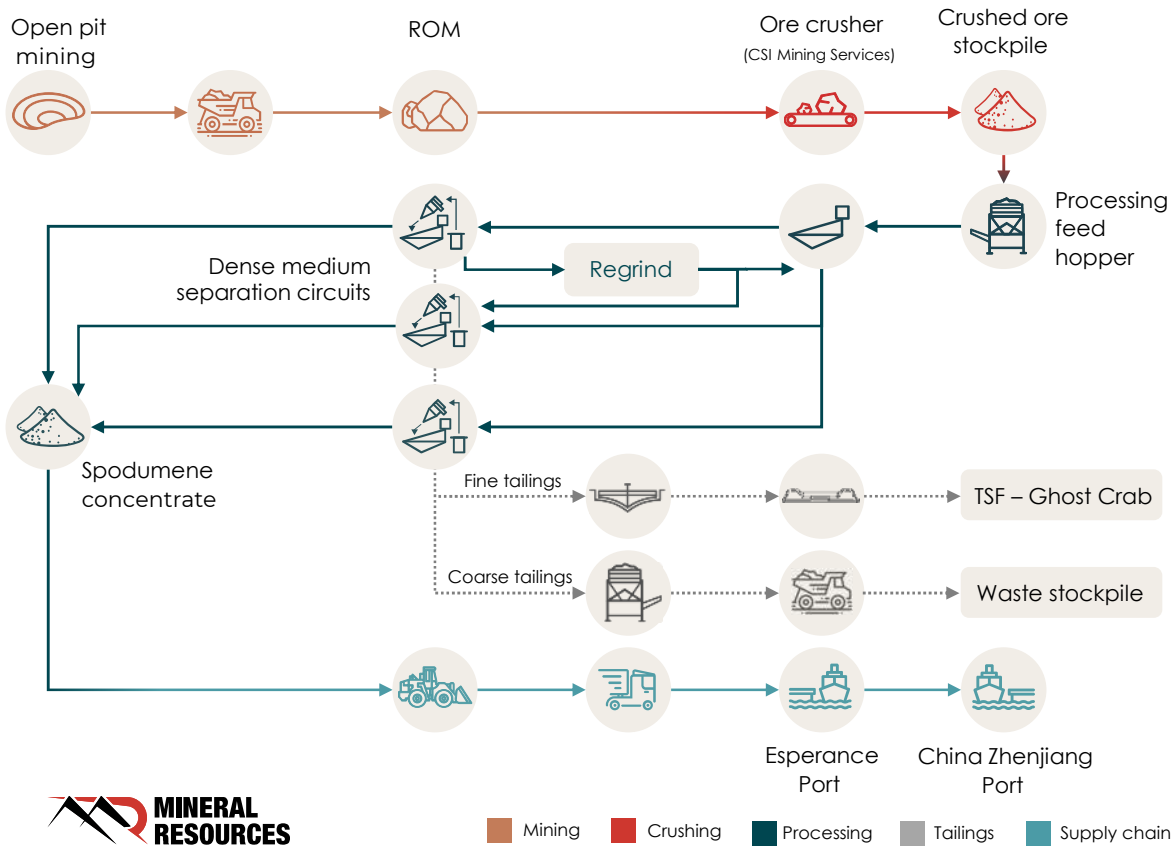 Open pit
mining
ROM
Ore crusher
(CSI Mining Services)
Crushed ore
stockpile
Processing
feed
hopper
Dense medium
separation circuits
Regrind
Spodumene
concentrate
Fine tailings
TSF – Ghost Crab
Coarse tailings
Waste stockpile
Esperance
Port
China Zhenjiang
Port
MINERAL
RESOURCES
Mining
Crushing
Processing
Tailings
Supply chain